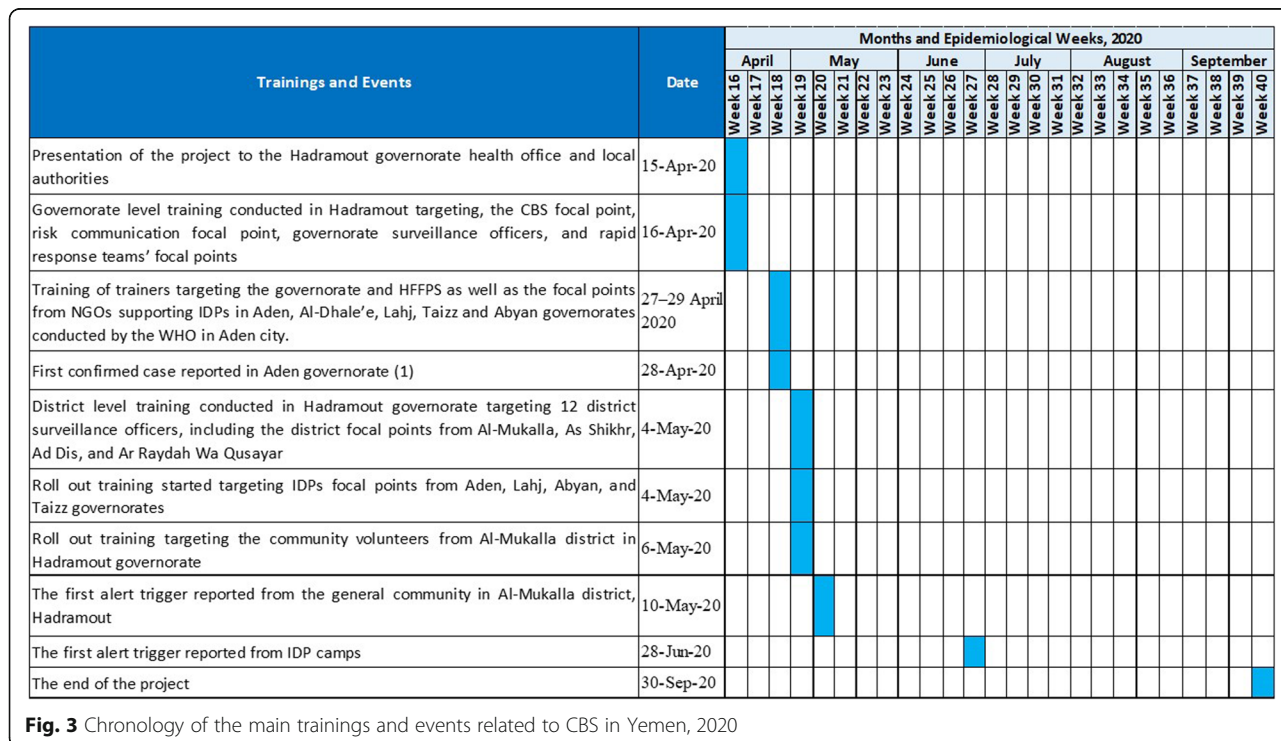 Trainings and Events
Date
Months and Epidemiological Weeks, 2020
April
May
June
July
August
September
Week 16
Week 17
Week 18
Week 19
Week 20
Week 21
Week 22
Week 23
Week 24
Week 25
Week 26
Week 27
Week 28
Week 29
Week 30
Week 31
Week 32
Week 33
Week 34
Week 35
Week 36
Week 37
Week 38
Week 39
Week 40
Presentation of the project to the Hadramout governorate health office and local
authorities
15-Apr-20
Governorate level training conducted in Hadramout targeting, the CBS focal point,
risk communication focal point, governorate surveillance officers, and rapid
response teams’ focal points
16-Apr-20
Training of trainers targeting the governorate and HFFPS as well as the focal points
from NGOs supporting IDPs in Aden, Al-Dhale’e, Lahj, Taizz and Abyan governorates
conducted by the WHO in Aden city.
27–29 April
2020
First confirmed case reported in Aden governorate (1)
28-Apr-20
District level training conducted in Hadramout governorate targeting 12 district
surveillance officers, including the district focal points from Al-Mukalla, As Shikhr,
Ad Dis, and Ar Raydah Wa Qusayar
4-May-20
Roll out training started targeting IDPs focal points from Aden, Lahj, Abyan, and
Taizz governorates
4-May-20
Roll out training targeting the community volunteers from Al-Mukalla district in
Hadramout governorate
6-May-20
The first alert trigger reported from the general community in Al-Mukalla district,
Hadramout
10-May-20
The first alert trigger reported from IDP camps
28-Jun-20
The end of the project
30-Sep-20
Fig. 3 Chronology of the main trainings and events related to CBS in Yemen, 2020